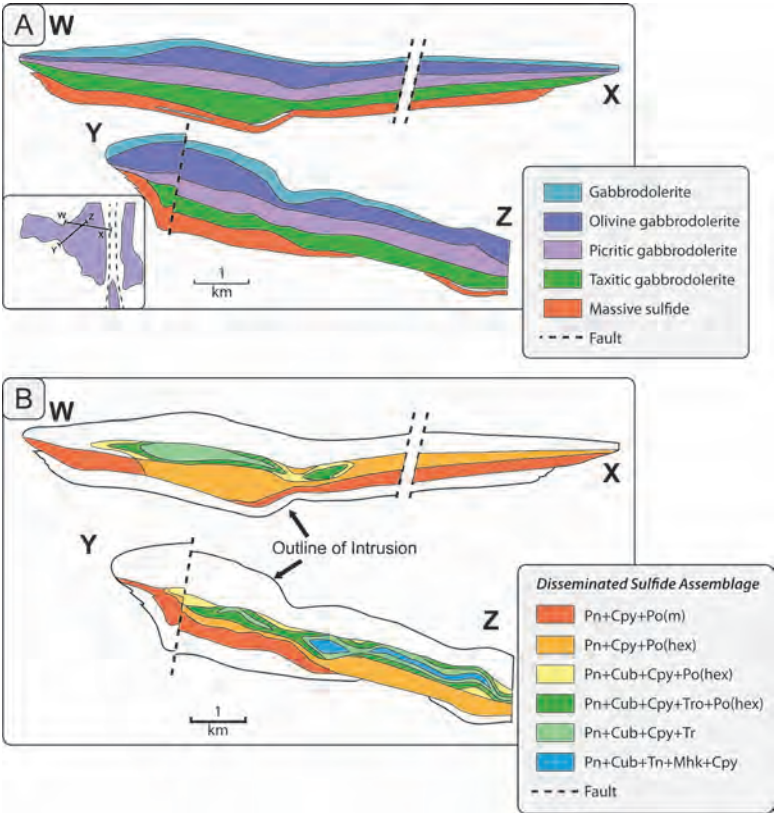 A
W
X
Y
Z
W
Z
X
Y
1
km
Gabbrodolerite
Olivine gabbrodolerite
Picritic gabbrodolerite
Taxitic gabbrodolerite
Massive sulfide
Fault
B
W
X
Outline of Intrusion
Y
Z
1
km
Disseminated Sulfide Assemblage
Pn+Cpy+Po(m)
Pn+Cpy+Po(hex)
Pn+Cub+Cpy+Po(hex)
Pn+Cub+Cpy+Tro+Po(hex)
Pn+Cub+Cpy+Tr
Pn+Cub+Tn+Mhk+Cpy
Fault